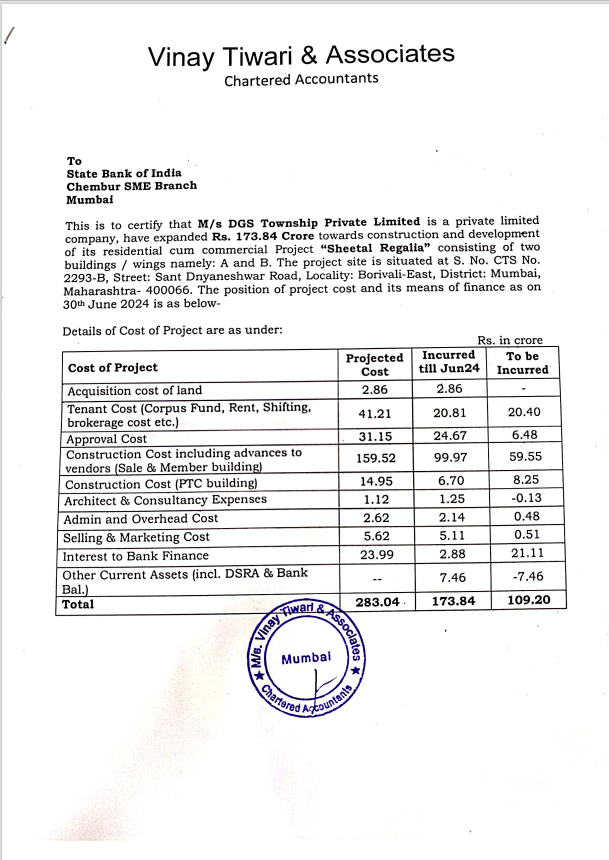 Vinay Tiwari & Associates
Chartered Accountants
To
State Bank of India
Chembur SME Branch
Mumbai
This is to certify that M/s DGS Township Private Limited is a private limited
company, have expanded Rs. 173.84 Crore towards construction and development
of its residential cum commercial Project “Sheetal Regalia” consisting of two
buildings / wings namely: A and B. The project site is situated at S. No. CTS No.
2293-B, Street: Sant Dnyaneshwar Road, Locality: Borivali-East, District: Mumbai,
Maharashtra- 400066. The position of project cost and its means of finance as on
30th June 2024 is as below-
Details of Cost of Project are as under:
Rs. in crore
Cost of Project Projected Cost Incurred till Jun24 To be Incurred
Acquisition cost of land 2.86 2.86 -
Tenant Cost (Corpus Fund, Rent, Shifting, brokerage cost etc.) 41.21 20.81 20.40
Approval Cost 31.15 24.67 6.48
Construction Cost including advances to vendors (Sale & Member building) 159.52 99.97 59.55
Construction Cost (PTC building) 14.95 6.70 8.25
Architect & Consultancy Expenses 1.12 1.25 -0.13
Admin and Overhead Cost 2.62 2.14 0.48
Selling & Marketing Cost 5.62 5.11 0.51
Interest to Bank Finance 23.99 2.88 21.11
Other Current Assets (incl. DSRA & Bank Bal.) -- 7.46 -7.46
Total 283.04 173.84 109.20
M/s. Vinay Tiwari & Associates
Mumbai
Chartered Accountants